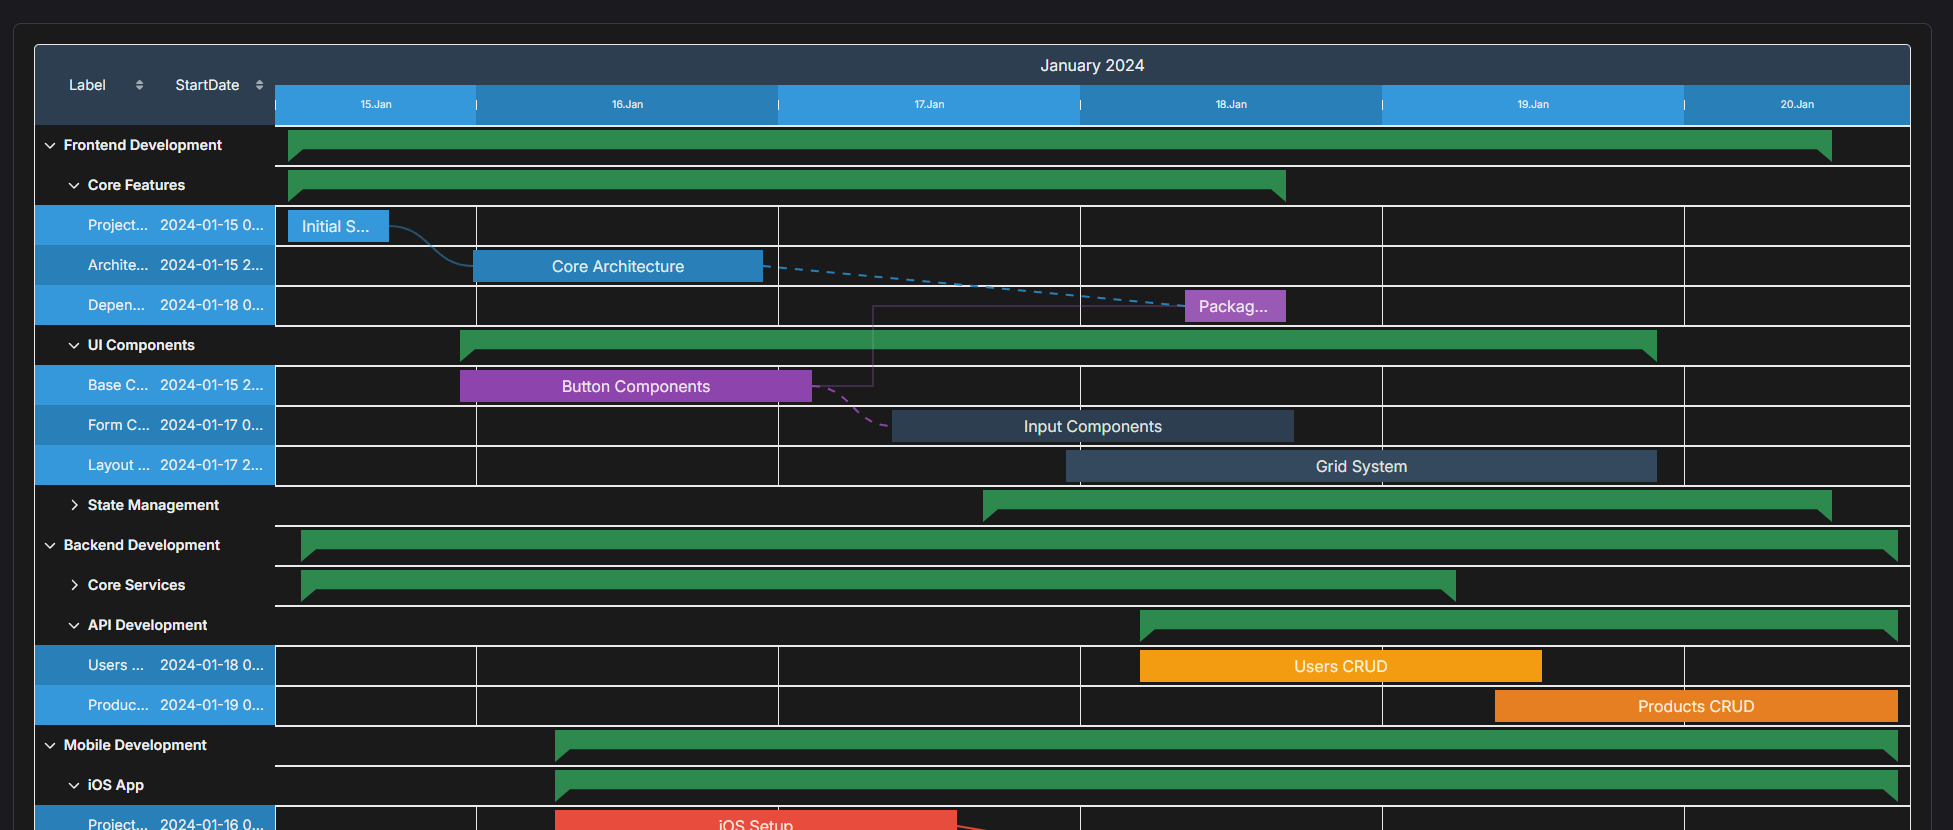 January 2024
Label StartDate
15.Jan 16.Jan 17.Jan 18.Jan 19.Jan 20.Jan
Frontend Development
Core Features
Project... 2024-01-15 0... Initial S...
Archite... 2024-01-15 2... Core Architecture
Depen... 2024-01-18 0... Packag...
UI Components
Base C... 2024-01-15 2... Button Components
Form C... 2024-01-17 0... Input Components
Layout ... 2024-01-17 2... Grid System
State Management
Backend Development
Core Services
API Development
Users ... 2024-01-18 0... Users CRUD
Produc... 2024-01-19 0... Products CRUD
Mobile Development
iOS App
Project... 2024-01-16 0... iOS Setup